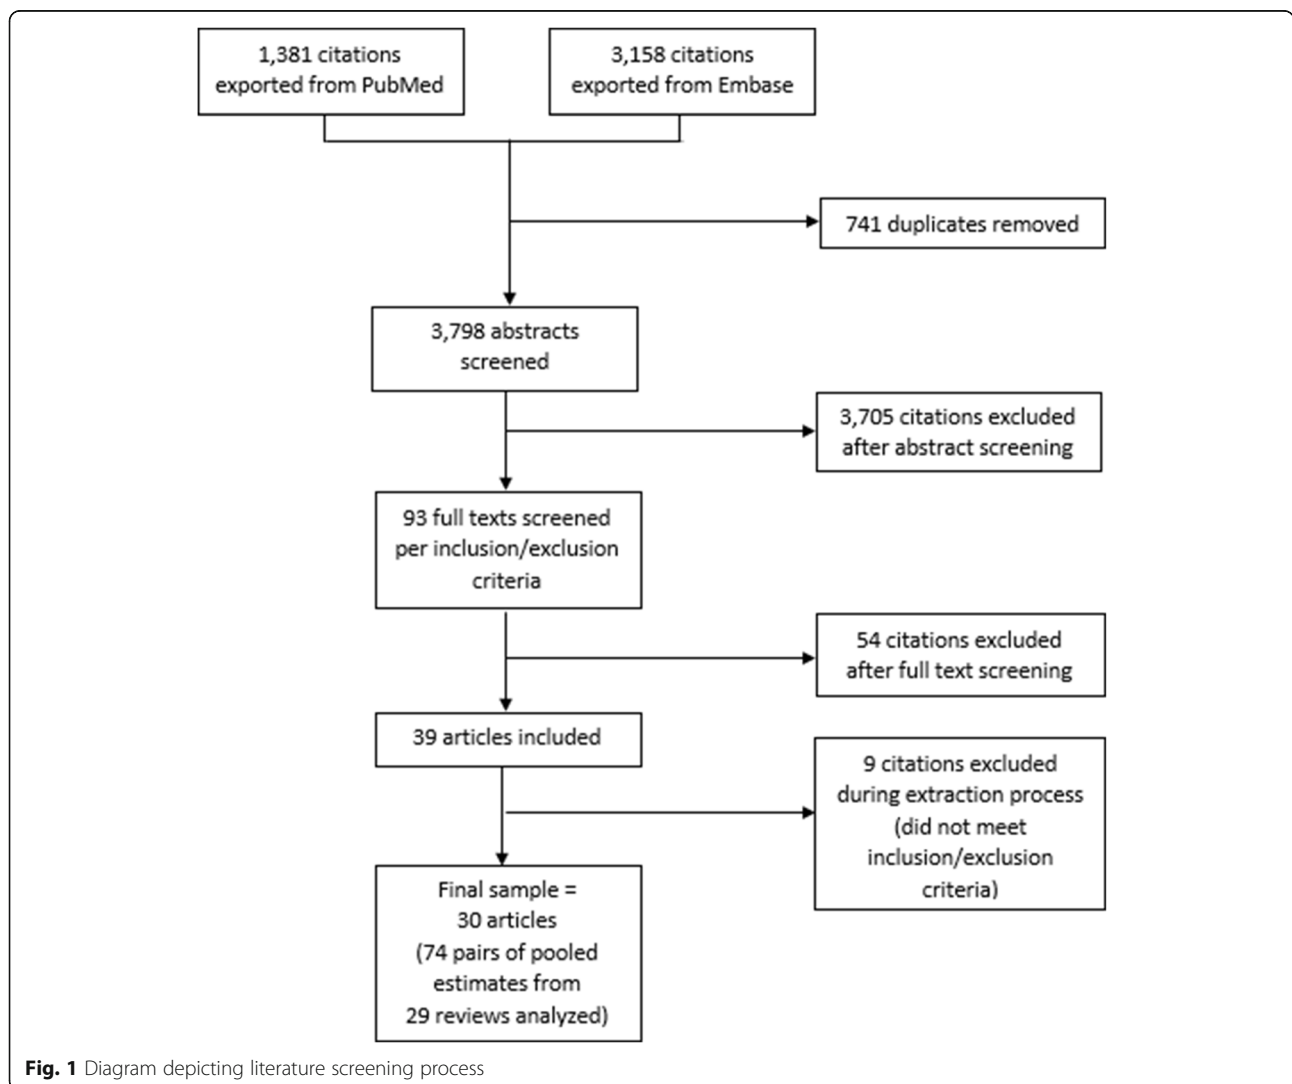 1,381 citations
exported from PubMed
3,158 citations
exported from Embase
741 duplicates removed
3,798 abstracts
screened
3,705 citations excluded
after abstract screening
93 full texts screened
per inclusion/exclusion
criteria
54 citations excluded
after full text screening
39 articles included
9 citations excluded
during extraction process
(did not meet
inclusion/exclusion
criteria)
Final sample =
30 articles
(74 pairs of pooled
estimates from
29 reviews analyzed)
Fig. 1 Diagram depicting literature screening process